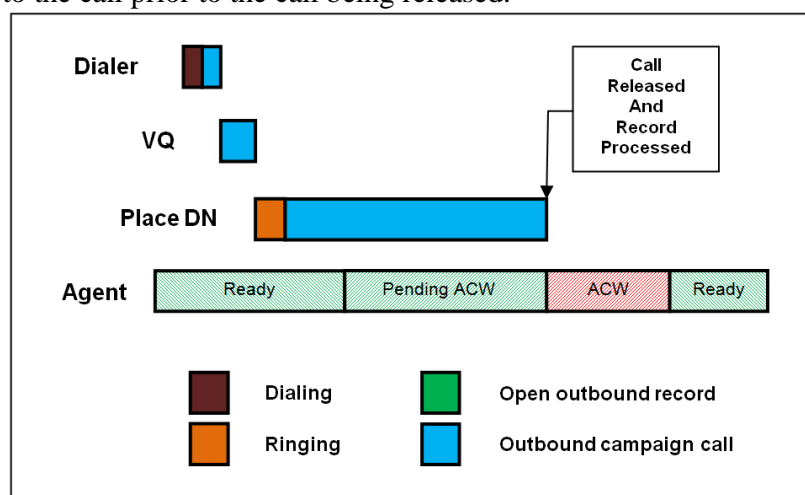 to the call prior to the call being released.
Dialer
Call
Released
And
Record
Processed
VQ
Place DN
Agent
Ready
Pending ACW
ACW
Ready
Dialing
Open outbound record
Ringing
Outbound campaign call